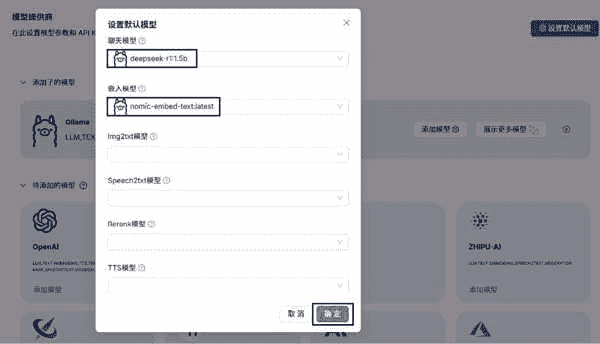 模型提供商
在此设置模型参数和 API K
设置默认模型
设置默认模型
聊天模型
deepseek-r1:1.5b
嵌入模型
nomic-embed-text:latest
Img2txt模型
Speech2txt模型
Rerank模型
TTS模型
取消
确定
添加了的模型
Ollama
添加模型
展示更多模型
待添加的模型
OpenAI
添加模型
ZHIPU-AI
添加模型